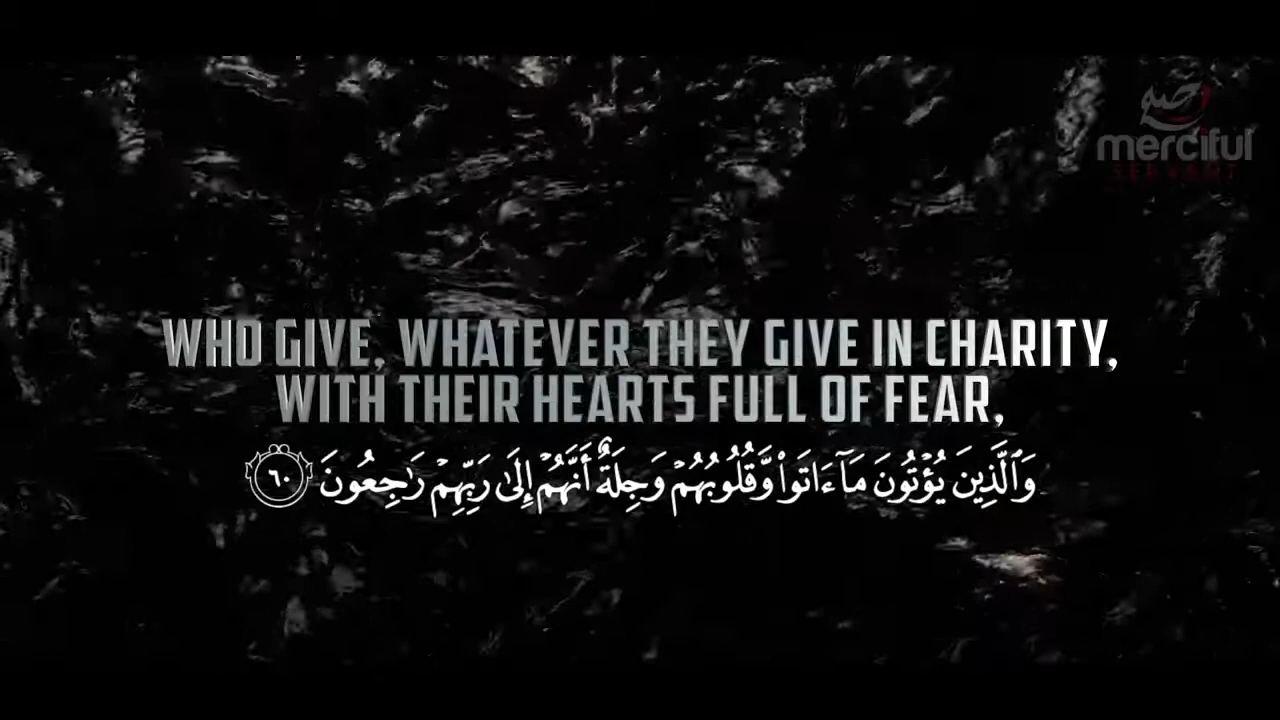 merciful
SERVANT
WHO GIVE, WHATEVER THEY GIVE IN CHARITY,
WITH THEIR HEARTS FULL OF FEAR,
وَٱلَّذِينَ يُؤْتُونَ مَآ ءَاتَوا۟ وَّقُلُوبُهُمْ وَجِلَةٌ أَنَّهُمْ إِلَىٰ رَبِّهِمْ رَٰجِعُونَ ٦٠